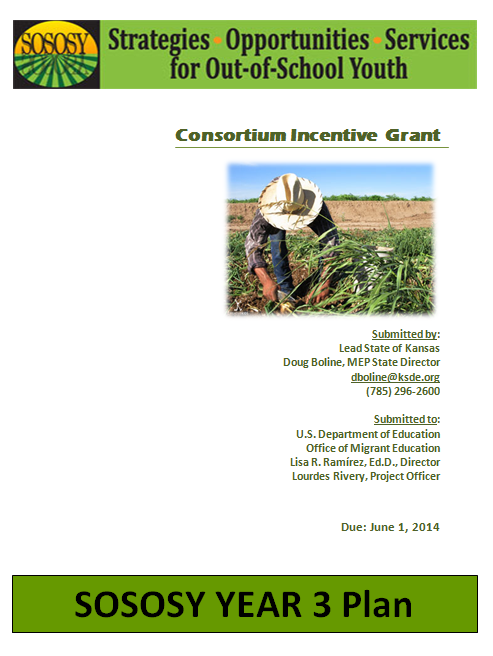 SOSOSY
Strategies • Opportunities • Services
for Out-of-School Youth
Consortium Incentive Grant
Submitted by:
Lead State of Kansas
Doug Boline, MEP State Director
dboline@ksde.org
(785) 296-2600
Submitted to:
U.S. Department of Education
Office of Migrant Education
Lisa R. Ramírez, Ed.D., Director
Lourdes Rivery, Project Officer
Due: June 1, 2014
SOSOSY YEAR 3 Plan